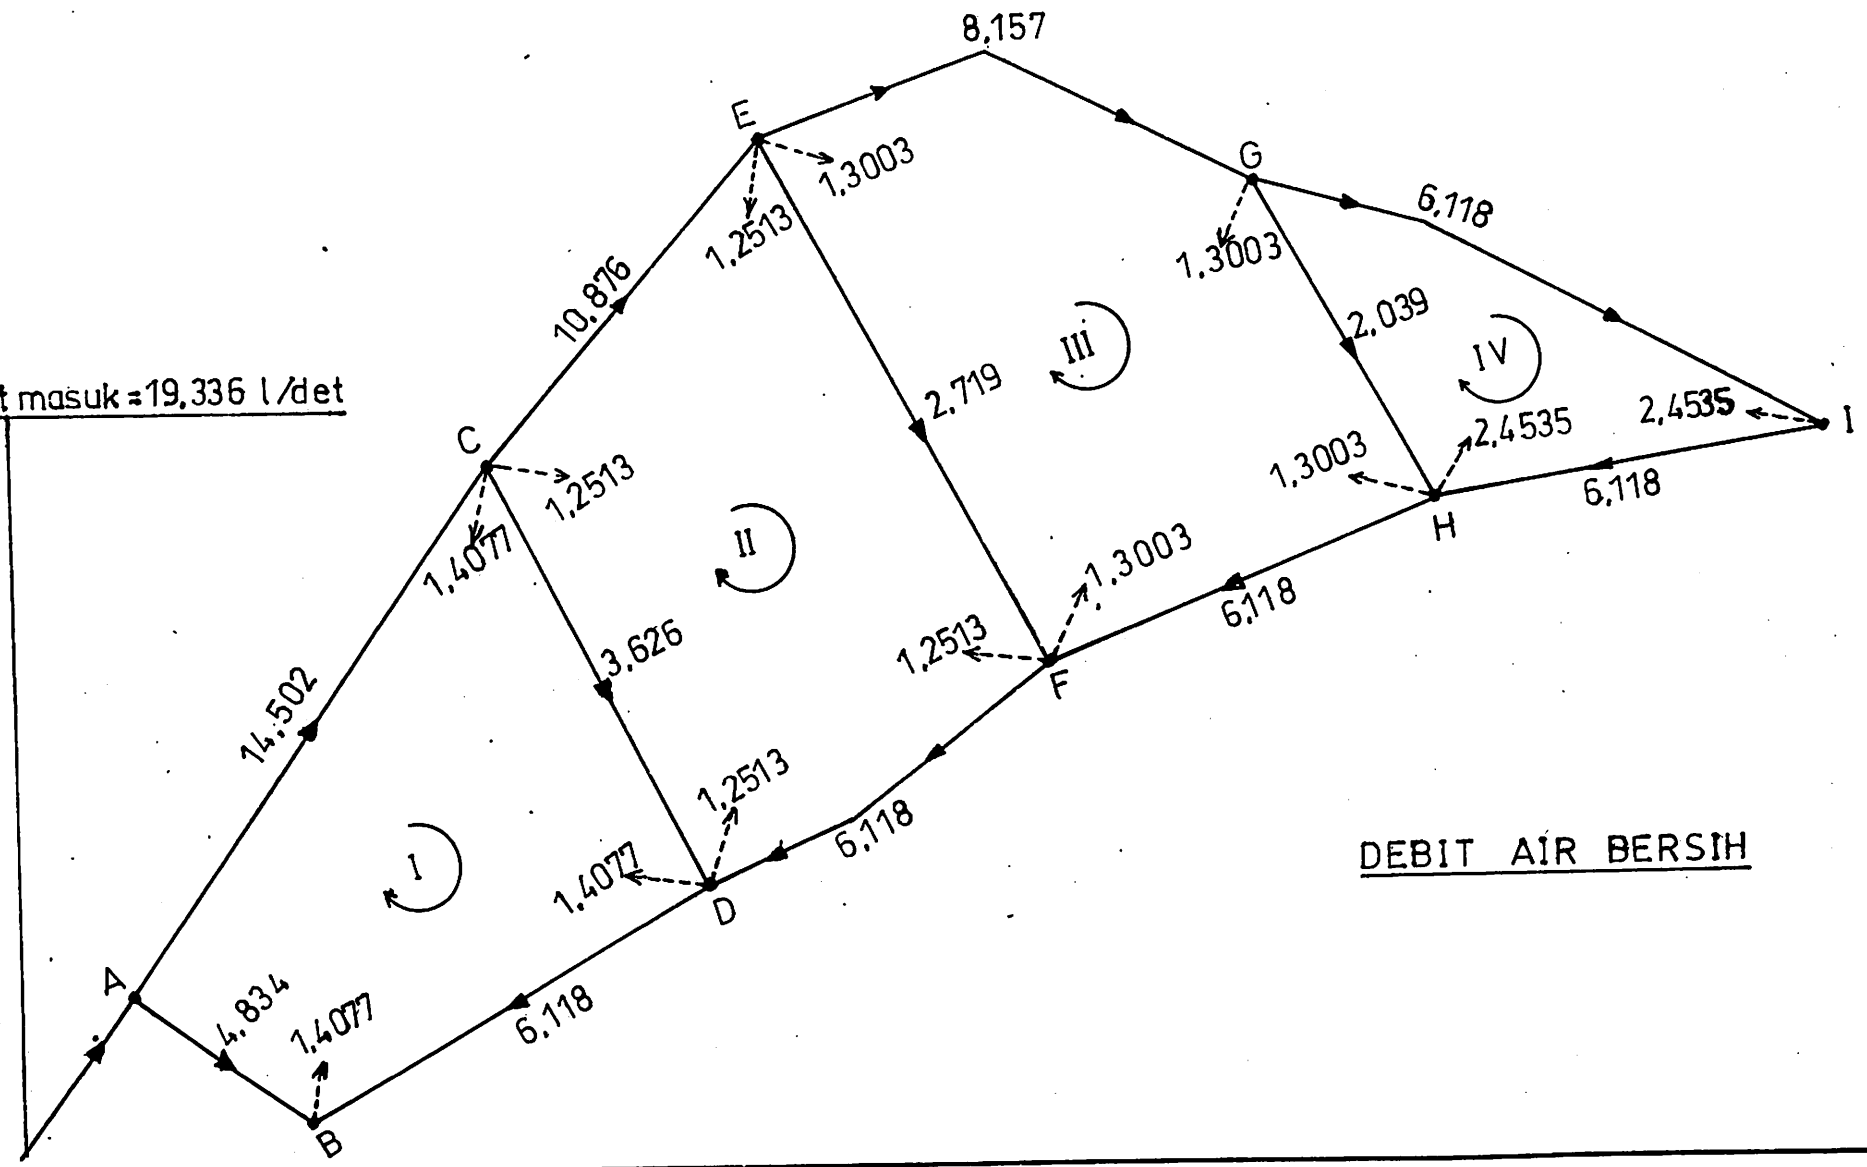 8,157
E
1,3003
1,2513
G
6,118
1,3003
10,876
2,039
III
IV
t masuk = 19,336 l/det
2,719
2,4535
I
C
1,2513
1,4077
1,3003
2,4535
6,118
H
II
1,3003
6,118
1,2513
F
3,626
14,502
1,2513
6,118
DEBIT AIR BERSIH
I
1,4077
D
A
4,834
1,4077
6,118
B